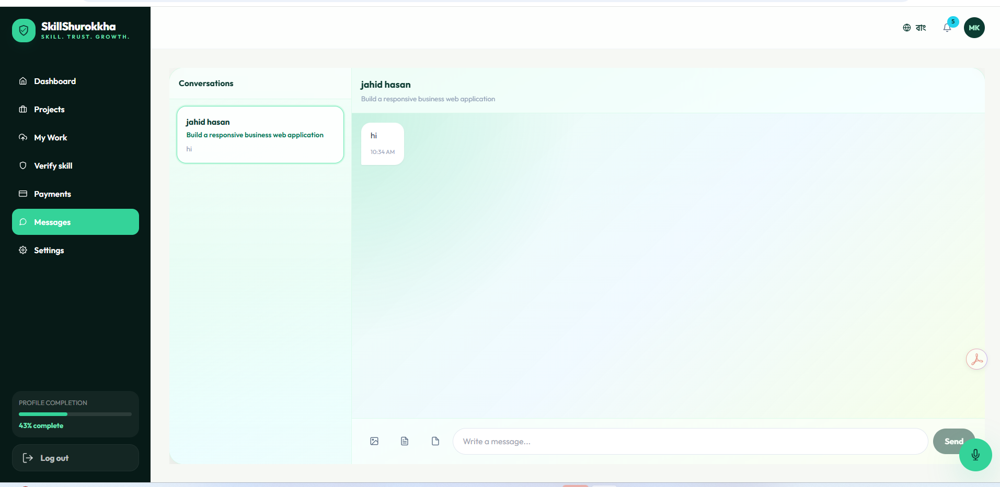 SkillShurokkha
SKILL. TRUST. GROWTH.
বাং
5
MK
Dashboard
Projects
My Work
Verify skill
Payments
Messages
Settings
PROFILE COMPLETION
43% complete
Log out
Conversations
jahid hasan
Build a responsive business web application
hi
jahid hasan
Build a responsive business web application
hi
10:34 AM
Write a message...
Send